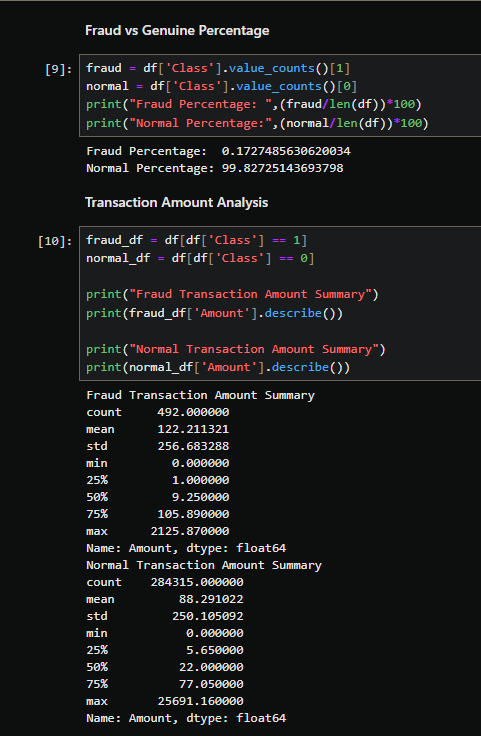 Fraud vs Genuine Percentage
[9]: fraud = df['Class'].value_counts()[1]
normal = df['Class'].value_counts()[0]
print("Fraud Percentage: ",(fraud/len(df))*100)
print("Normal Percentage:",(normal/len(df))*100)
Fraud Percentage:  0.1727485630620034
Normal Percentage: 99.82725143693798
Transaction Amount Analysis
[10]: fraud_df = df[df['Class'] == 1]
normal_df = df[df['Class'] == 0]
print("Fraud Transaction Amount Summary")
print(fraud_df['Amount'].describe())
print("Normal Transaction Amount Summary")
print(normal_df['Amount'].describe())
Fraud Transaction Amount Summary
count     492.000000
mean      122.211321
std       256.683288
min         0.000000
25%         1.000000
50%         9.250000
75%       105.890000
max      2125.870000
Name: Amount, dtype: float64
Normal Transaction Amount Summary
count    284315.000000
mean         88.291022
std         250.105092
min           0.000000
25%           5.650000
50%          22.000000
75%          77.050000
max       25691.160000
Name: Amount, dtype: float64